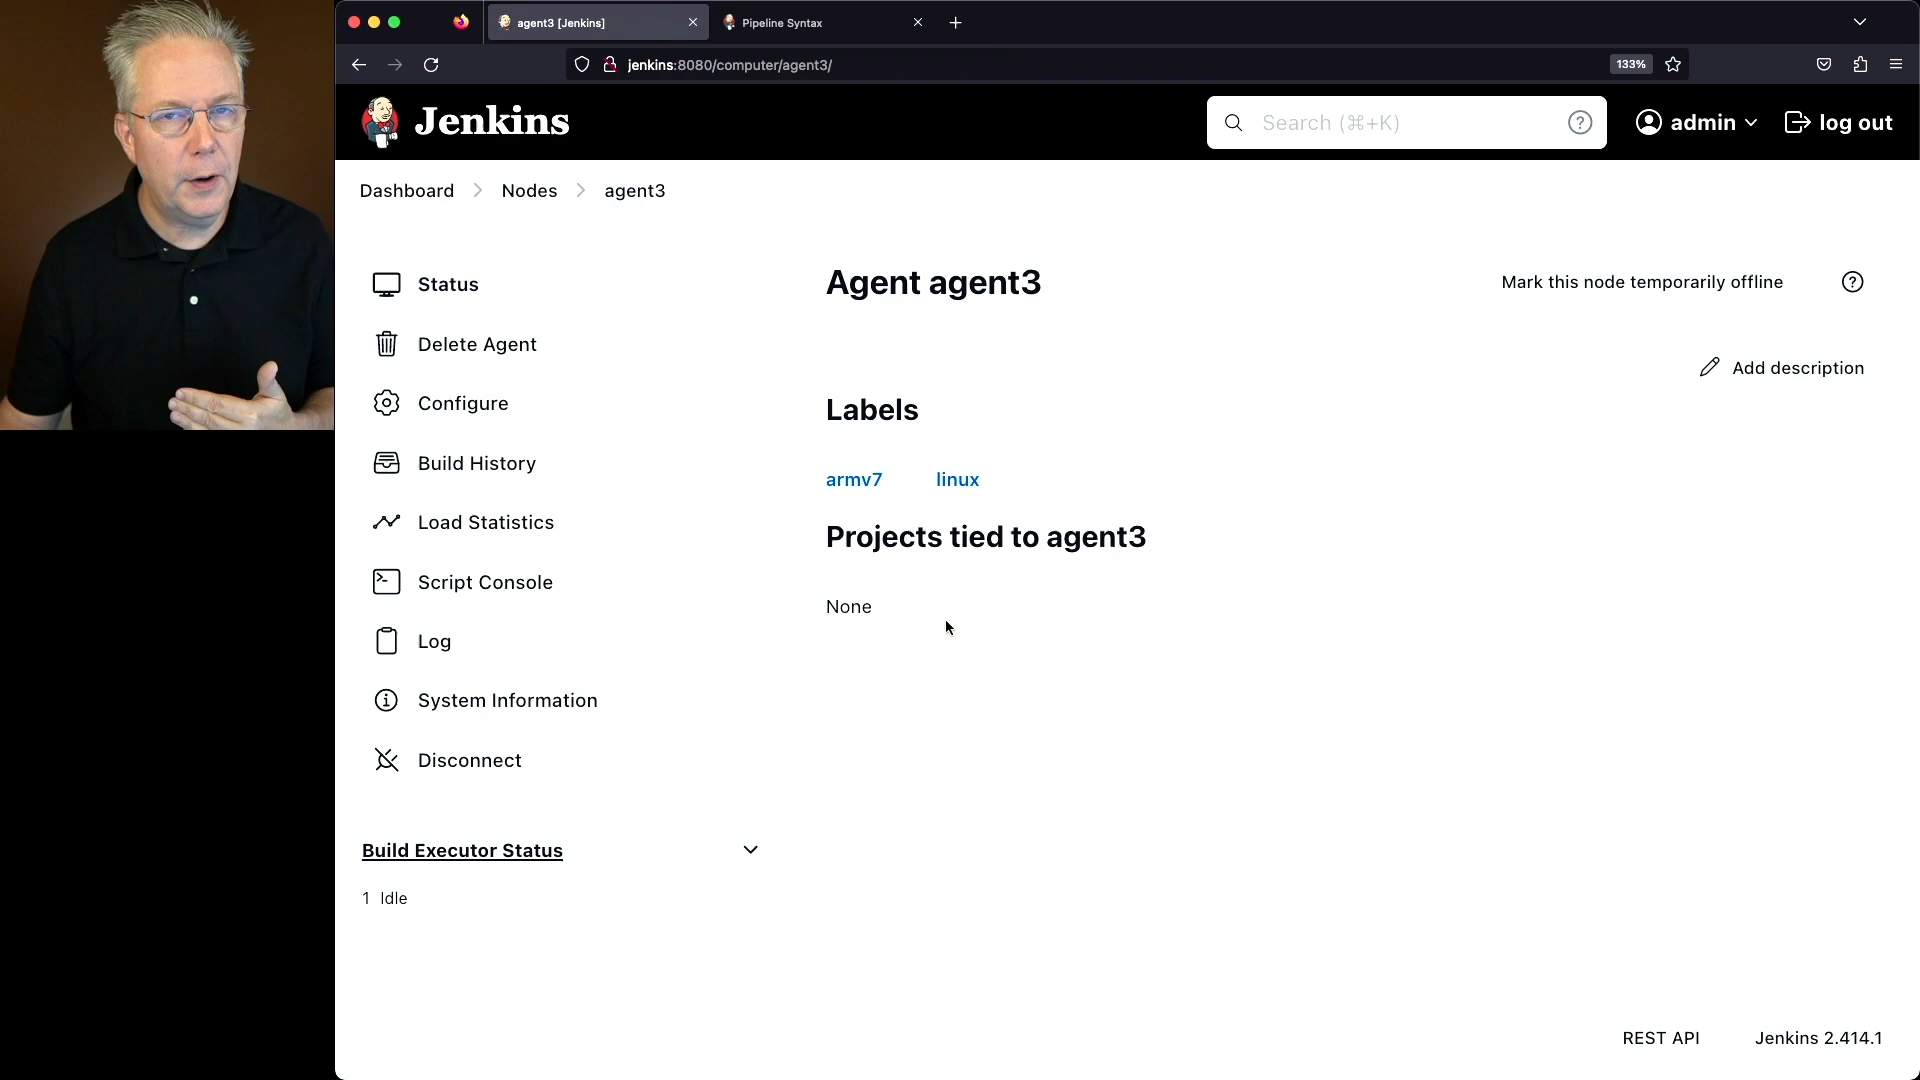 agent3 [Jenkins]
Pipeline Syntax
jenkins:8080/computer/agent3/
133%
Jenkins
Search (⌘+K)
admin
log out
Dashboard
Nodes
agent3
Status
Delete Agent
Configure
Build History
Load Statistics
Script Console
Log
System Information
Disconnect
Build Executor Status
1 Idle
Agent agent3
Mark this node temporarily offline
Add description
Labels
armv7 linux
Projects tied to agent3
None
REST API
Jenkins 2.414.1